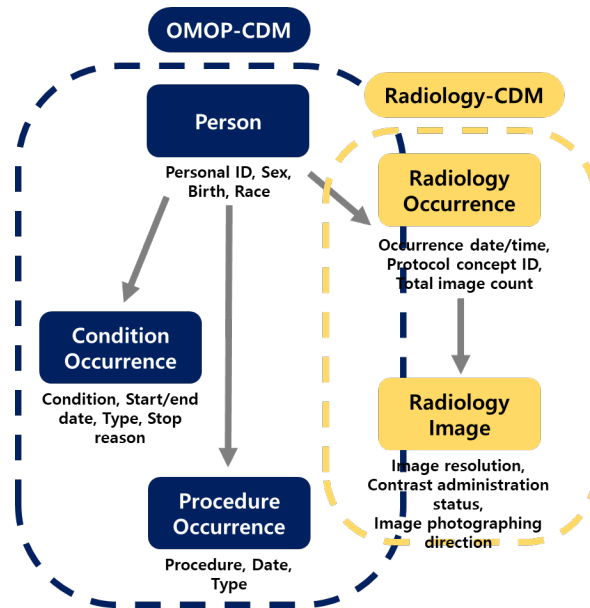 OMOP-CDM
Radiology-CDM
Person
Personal ID, Sex,
Birth, Race
Radiology
Occurrence
Occurrence date/time,
Protocol concept ID,
Total image count
Condition
Occurrence
Condition, Start/end
date, Type, Stop
reason
Radiology
Image
Image resolution,
Contrast administration
status,
Image photographing
direction
Procedure
Occurrence
Procedure, Date,
Type